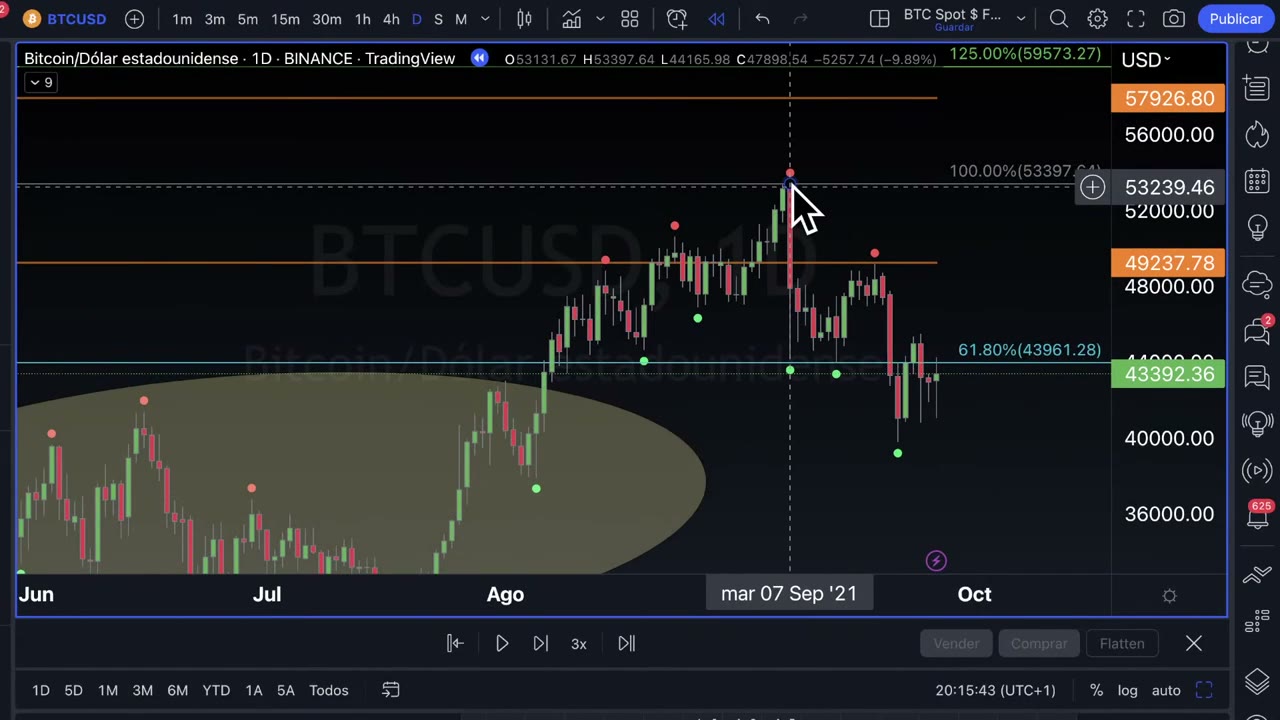 BTCUSD 1m 3m 5m 15m 30m 1h 4h D S M BTC Spot $ F... Guardar Publicar
Bitcoin/Dólar estadounidense · 1D · BINANCE · TradingView O53131.67 H53397.64 L44165.98 C47898.54 −5257.74 (−9.89%) 125.00%(59573.27) USD
9
57926.80
56000.00
100.00%(53397.64)
53239.46
52000.00
BTCUSD, 1D
49237.78
48000.00
Bitcoin/Dólar estadounidense
61.80%(43961.28)
44000.00
43392.36
40000.00
36000.00
2
625
Jun Jul Ago mar 07 Sep '21 Oct
3x Vender Comprar Flatten
1D 5D 1M 3M 6M YTD 1A 5A Todos 20:15:43 (UTC+1) % log auto